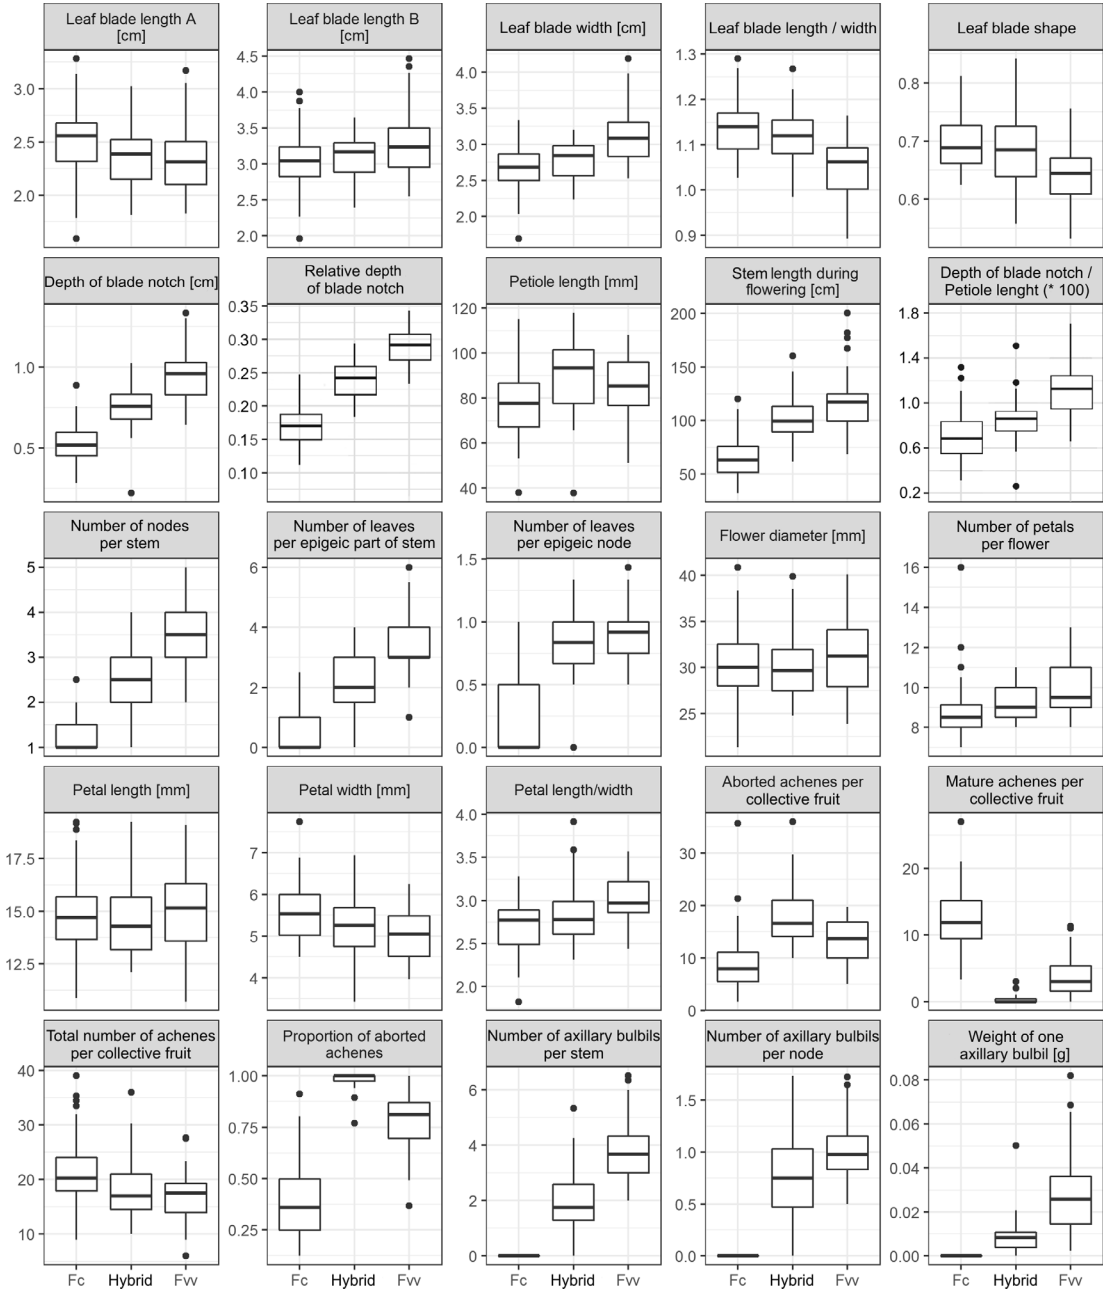 Leaf blade length A
[cm]
Leaf blade length B
[cm]
Leaf blade width [cm]
Leaf blade length / width
Leaf blade shape
3.0
2.5
2.0
4.5
4.0
3.5
3.0
2.5
2.0
4.0
3.5
3.0
2.5
2.0
1.3
1.2
1.1
1.0
0.9
0.8
0.7
0.6
Depth of blade notch [cm]
Relative depth
of blade notch
Petiole length [mm]
Stem length during
flowering [cm]
Depth of blade notch /
Petiole lenght (* 100)
1.0
0.5
0.35
0.30
0.25
0.20
0.15
0.10
120
100
80
60
40
200
150
100
50
1.8
1.4
1.0
0.6
0.2
Number of nodes
per stem
Number of leaves
per epigeic part of stem
Number of leaves
per epigeic node
Flower diameter [mm]
Number of petals
per flower
5
4
3
2
1
6
4
2
0
1.5
1.0
0.5
0.0
40
35
30
25
16
14
12
10
8
Petal length [mm]
Petal width [mm]
Petal length/width
Aborted achenes per
collective fruit
Mature achenes per
collective fruit
17.5
15.0
12.5
7
6
5
4
4.0
3.5
3.0
2.5
2.0
30
20
10
0
20
10
0
Total number of achenes
per collective fruit
Proportion of aborted
achenes
Number of axillary bulbils
per stem
Number of axillary bulbils
per node
Weight of one
axillary bulbil [g]
40
30
20
10
1.00
0.75
0.50
0.25
6
4
2
0
1.5
1.0
0.5
0.0
0.08
0.06
0.04
0.02
0.00
Fc Hybrid Fvv
Fc Hybrid Fvv
Fc Hybrid Fvv
Fc Hybrid Fvv
Fc Hybrid Fvv